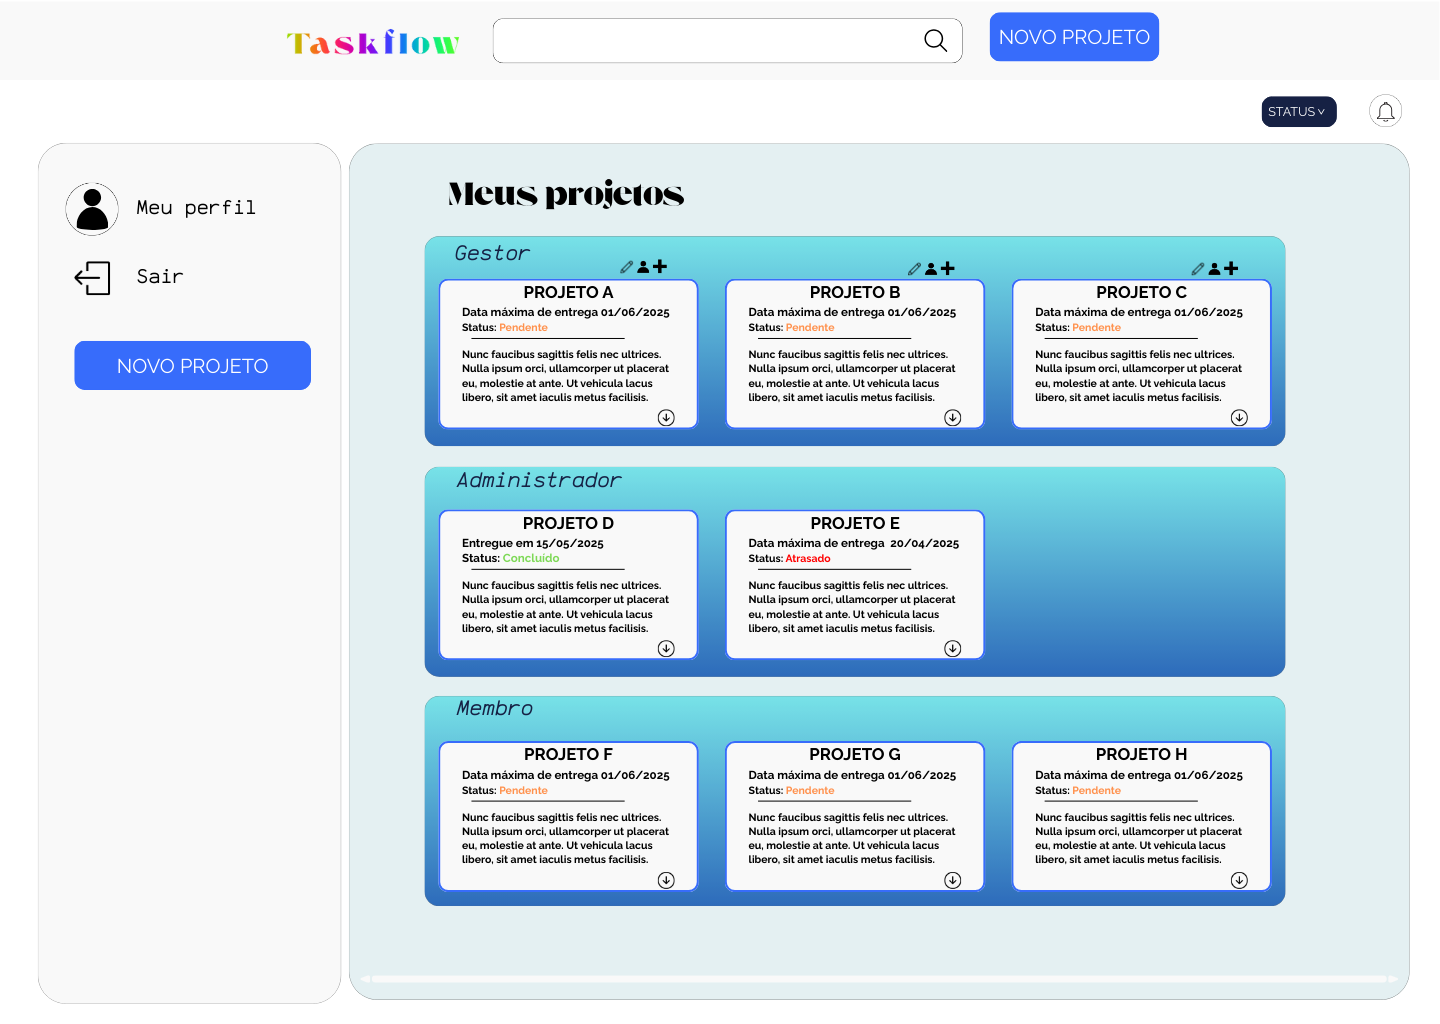 Taskflow
NOVO PROJETO
STATUS
Meu perfil
Sair
NOVO PROJETO
Meus projetos
Gestor
PROJETO A
Data máxima de entrega 01/06/2025
Status: Pendente
Nunc faucibus sagittis felis nec ultrices.
Nulla ipsum orci, ullamcorper ut placerat
eu, molestie at ante. Ut vehicula lacus
libero, sit amet iaculis metus facilisis.
PROJETO B
Data máxima de entrega 01/06/2025
Status: Pendente
Nunc faucibus sagittis felis nec ultrices.
Nulla ipsum orci, ullamcorper ut placerat
eu, molestie at ante. Ut vehicula lacus
libero, sit amet iaculis metus facilisis.
PROJETO C
Data máxima de entrega 01/06/2025
Status: Pendente
Nunc faucibus sagittis felis nec ultrices.
Nulla ipsum orci, ullamcorper ut placerat
eu, molestie at ante. Ut vehicula lacus
libero, sit amet iaculis metus facilisis.
Administrador
PROJETO D
Entregue em 15/05/2025
Status: Concluído
Nunc faucibus sagittis felis nec ultrices.
Nulla ipsum orci, ullamcorper ut placerat
eu, molestie at ante. Ut vehicula lacus
libero, sit amet iaculis metus facilisis.
PROJETO E
Data máxima de entrega 20/04/2025
Status: Atrasado
Nunc faucibus sagittis felis nec ultrices.
Nulla ipsum orci, ullamcorper ut placerat
eu, molestie at ante. Ut vehicula lacus
libero, sit amet iaculis metus facilisis.
Membro
PROJETO F
Data máxima de entrega 01/06/2025
Status: Pendente
Nunc faucibus sagittis felis nec ultrices.
Nulla ipsum orci, ullamcorper ut placerat
eu, molestie at ante. Ut vehicula lacus
libero, sit amet iaculis metus facilisis.
PROJETO G
Data máxima de entrega 01/06/2025
Status: Pendente
Nunc faucibus sagittis felis nec ultrices.
Nulla ipsum orci, ullamcorper ut placerat
eu, molestie at ante. Ut vehicula lacus
libero, sit amet iaculis metus facilisis.
PROJETO H
Data máxima de entrega 01/06/2025
Status: Pendente
Nunc faucibus sagittis felis nec ultrices.
Nulla ipsum orci, ullamcorper ut placerat
eu, molestie at ante. Ut vehicula lacus
libero, sit amet iaculis metus facilisis.